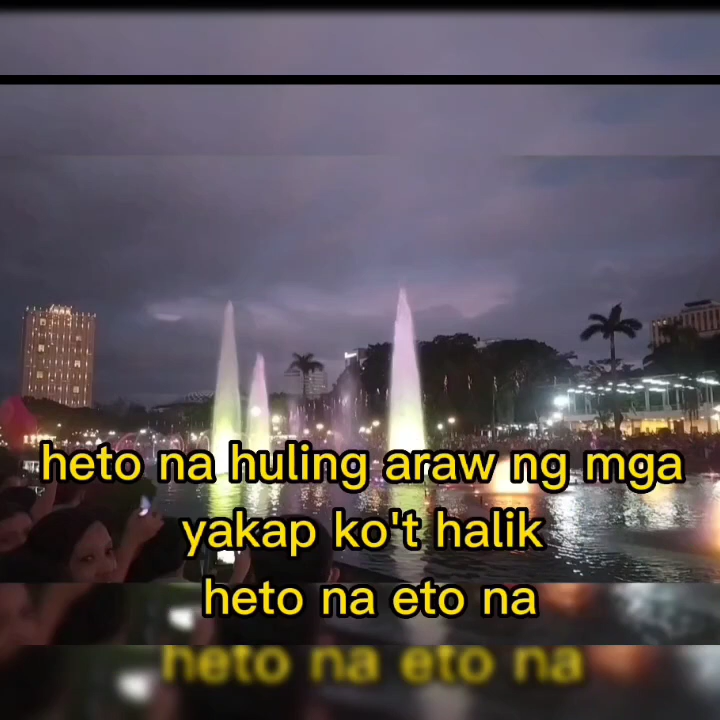 heto na huling araw ng mga
yakap ko't halik
heto na eto na
heto na eto na